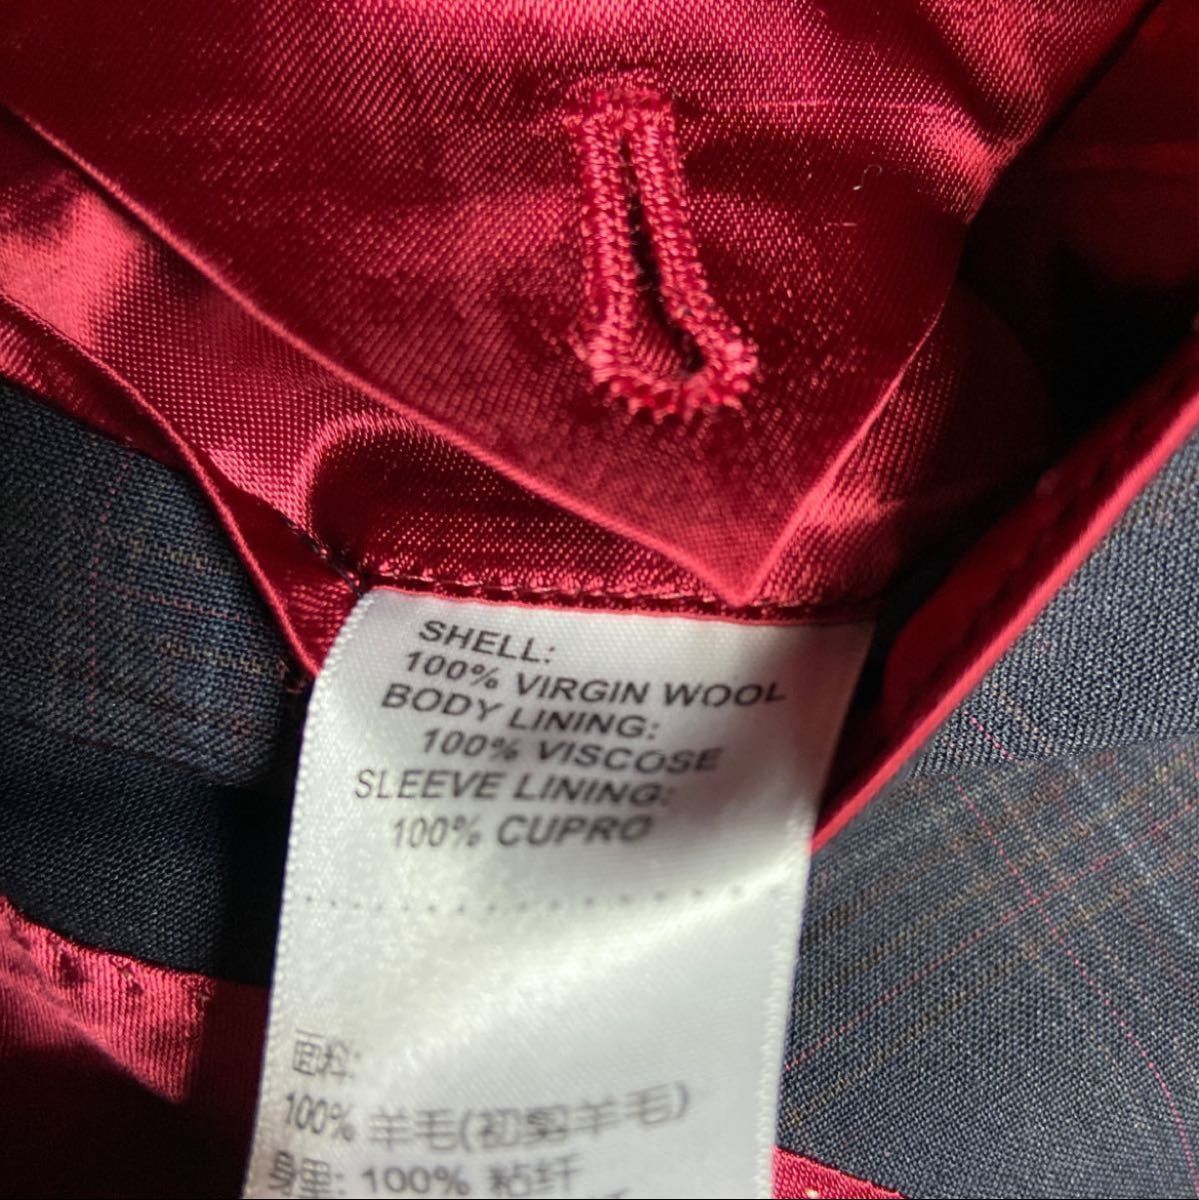 SHELL:
100% VIRGIN WOOL
BODY LINING:
100% VISCOSE
SLEEVE LINING:
100% CUPRO
面料:
100% 羊毛(初剪羊毛)
身里: 100% 粘纤